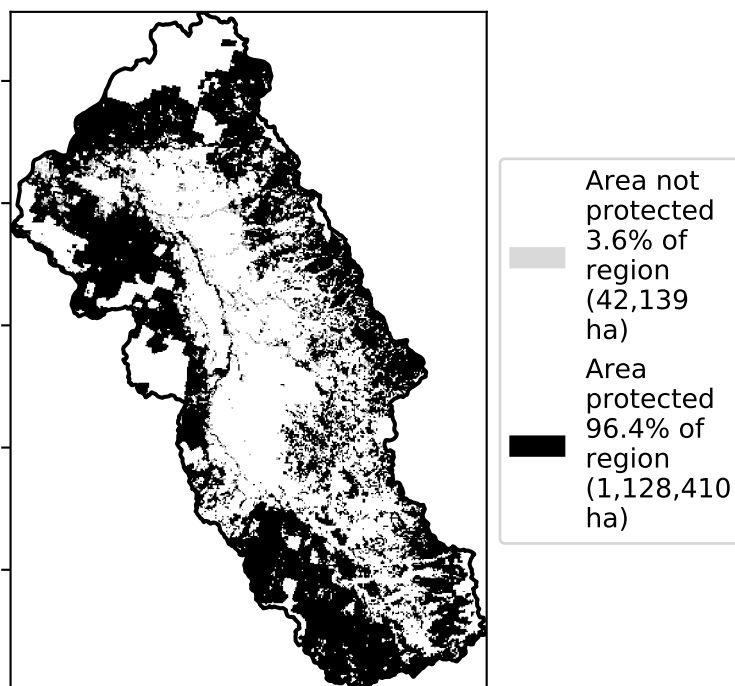 Area not
protected
3.6% of
region
(42,139
ha)
Area
protected
96.4% of
region
(1,128,410
ha)